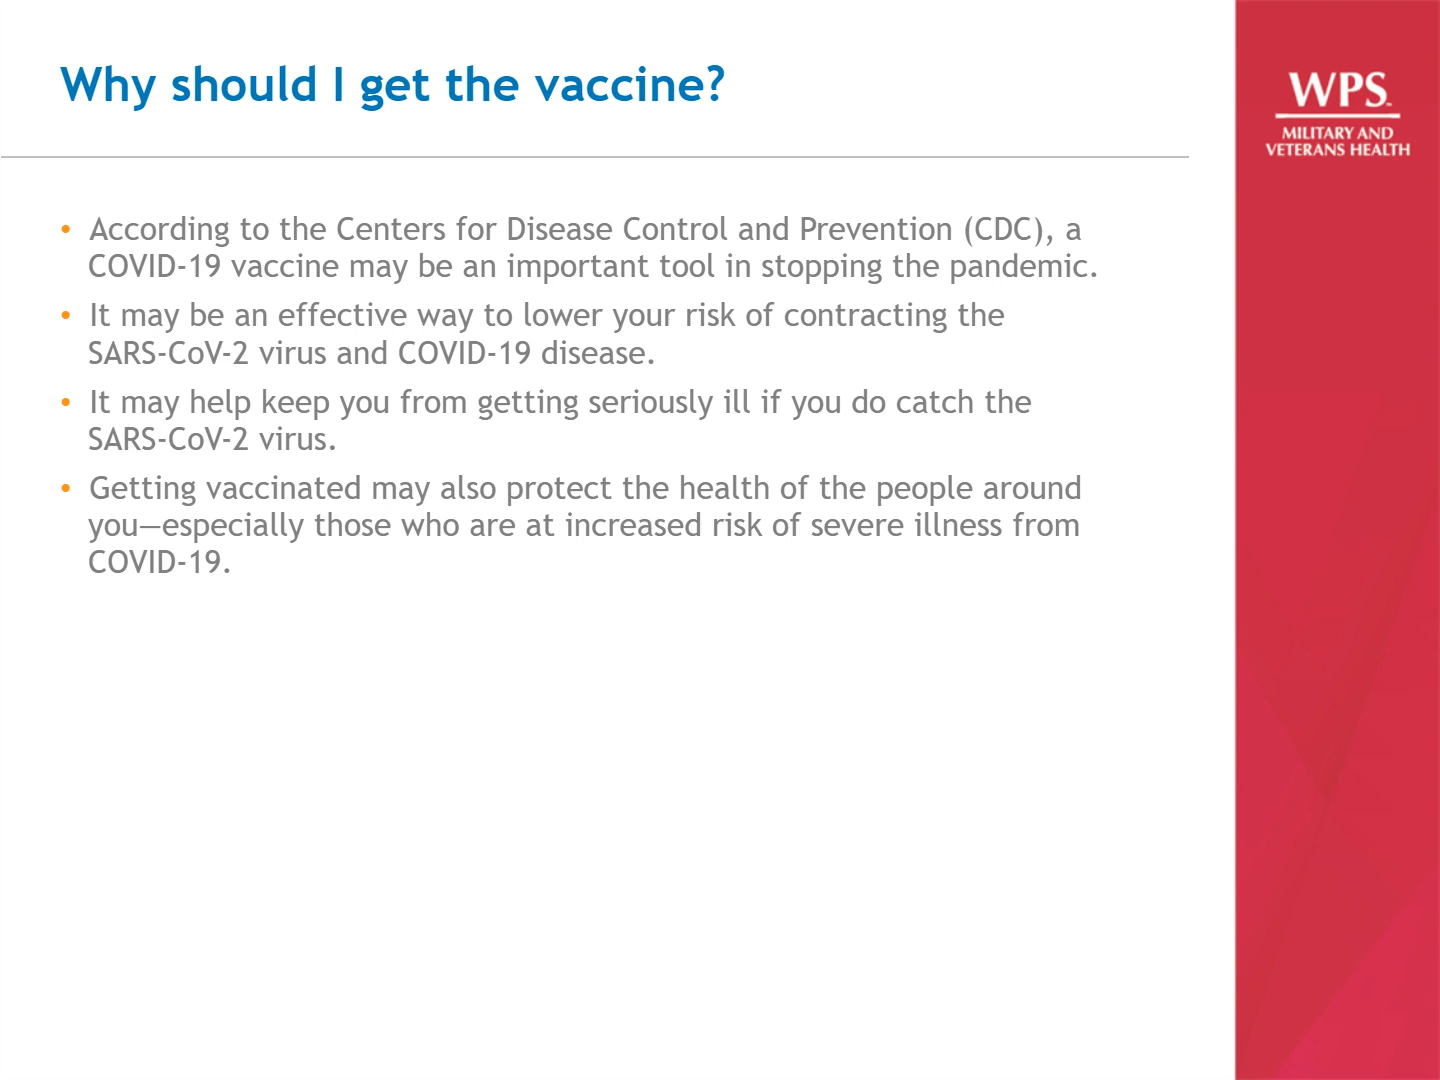 Why should I get the vaccine?
WPS™
MILITARY AND
VETERANS HEALTH
• According to the Centers for Disease Control and Prevention (CDC), a
COVID-19 vaccine may be an important tool in stopping the pandemic.
• It may be an effective way to lower your risk of contracting the
SARS-CoV-2 virus and COVID-19 disease.
• It may help keep you from getting seriously ill if you do catch the
SARS-CoV-2 virus.
• Getting vaccinated may also protect the health of the people around
you—especially those who are at increased risk of severe illness from
COVID-19.